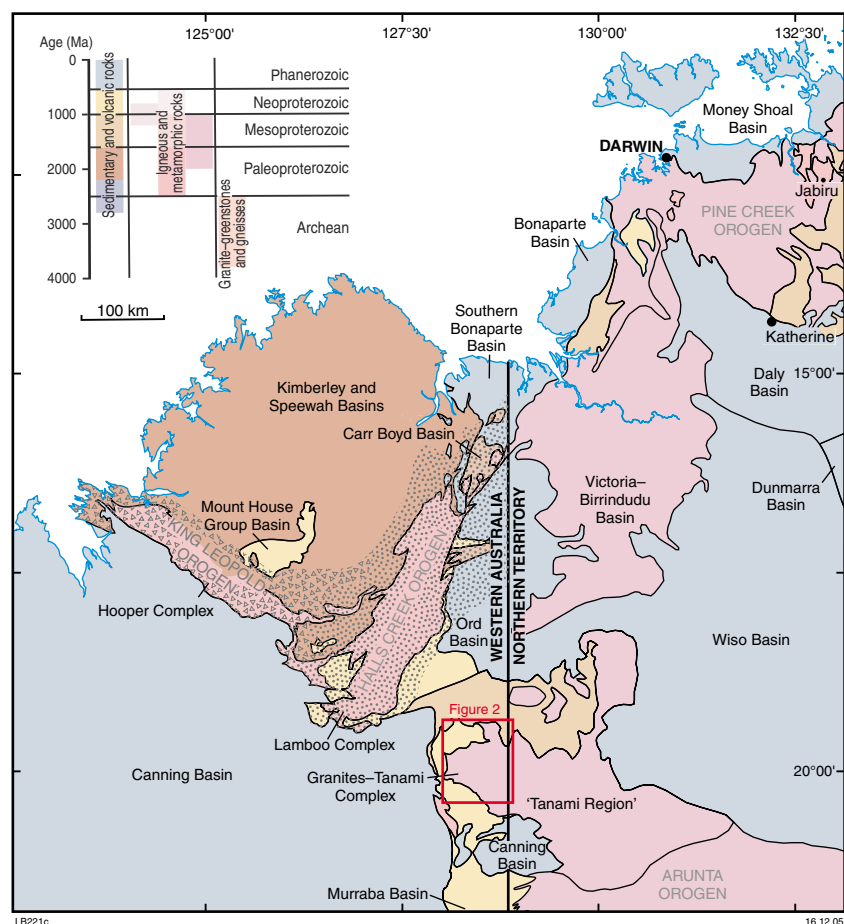 125°00'
127°30'
130°00'
132°30'
Age (Ma)
0
1000
2000
3000
4000
Sedimentary and volcanic rocks
Igneous and
metamorphic rocks
Granite–greenstones
and gneisses
Phanerozoic
Neoproterozoic
Mesoproterozoic
Paleoproterozoic
Archean
100 km
Money Shoal
Basin
DARWIN
Jabiru
PINE CREEK
OROGEN
Bonaparte
Basin
Katherine
Southern
Bonaparte
Basin
Daly
Basin
15°00'
Kimberley and
Speewah Basins
Carr Boyd Basin
Mount House
Group Basin
Victoria–
Birrindudu
Basin
Dunmarra
Basin
KING LEOPOLD
OROGEN
Hooper Complex
HALLS CREEK OROGEN
Ord
Basin
WESTERN AUSTRALIA
NORTHERN TERRITORY
Wiso Basin
Figure 2
Lamboo Complex
Canning Basin
Granites–Tanami
Complex
20°00'
'Tanami Region'
Canning
Basin
ARUNTA
OROGEN
Murraba Basin
LB221c
16.12.05